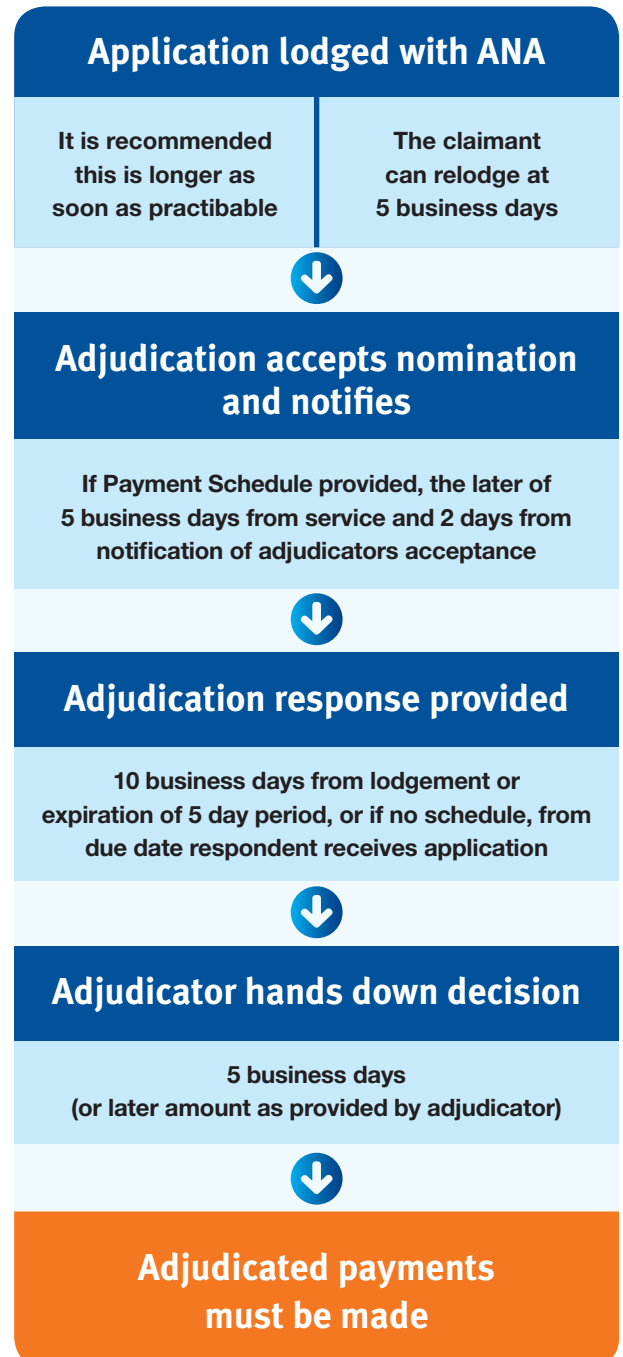 Application lodged with ANA
It is recommended
this is longer as
soon as practibable
The claimant
can relodge at
5 business days
Adjudication accepts nomination
and notifies
If Payment Schedule provided, the later of
5 business days from service and 2 days from
notification of adjudicators acceptance
Adjudication response provided
10 business days from lodgement or
expiration of 5 day period, or if no schedule, from
due date respondent receives application
Adjudicator hands down decision
5 business days
(or later amount as provided by adjudicator)
Adjudicated payments
must be made